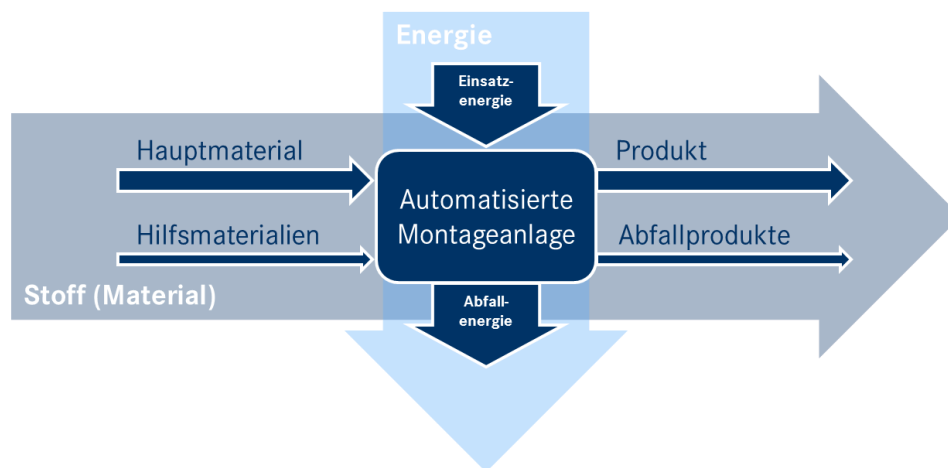 Energie
Einsatz-
energie
Hauptmaterial
Produkt
Automatisierte
Montageanlage
Hilfsmaterialien
Abfallprodukte
Stoff (Material)
Abfall-
energie